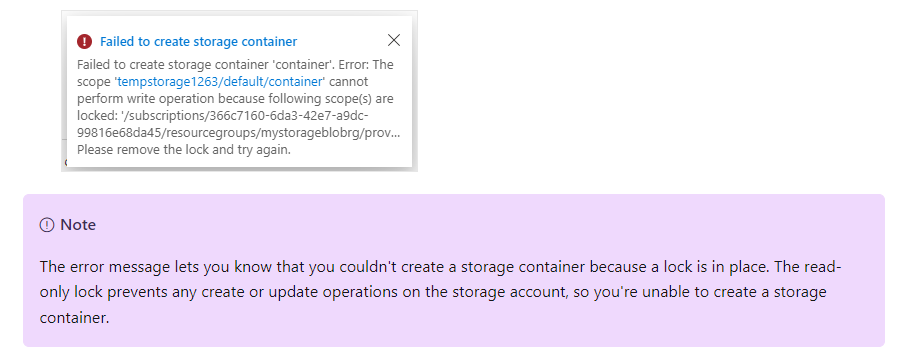 Failed to create storage container
Failed to create storage container 'container'. Error: The
scope 'tempstorage1263/default/container' cannot
perform write operation because following scope(s) are
locked: '/subscriptions/366c7160-6da3-42e7-a9dc-
99816e68da45/resourcegroups/mystorageblobrg/prov...
Please remove the lock and try again.
Note
The error message lets you know that you couldn't create a storage container because a lock is in place. The read-
only lock prevents any create or update operations on the storage account, so you're unable to create a storage
container.